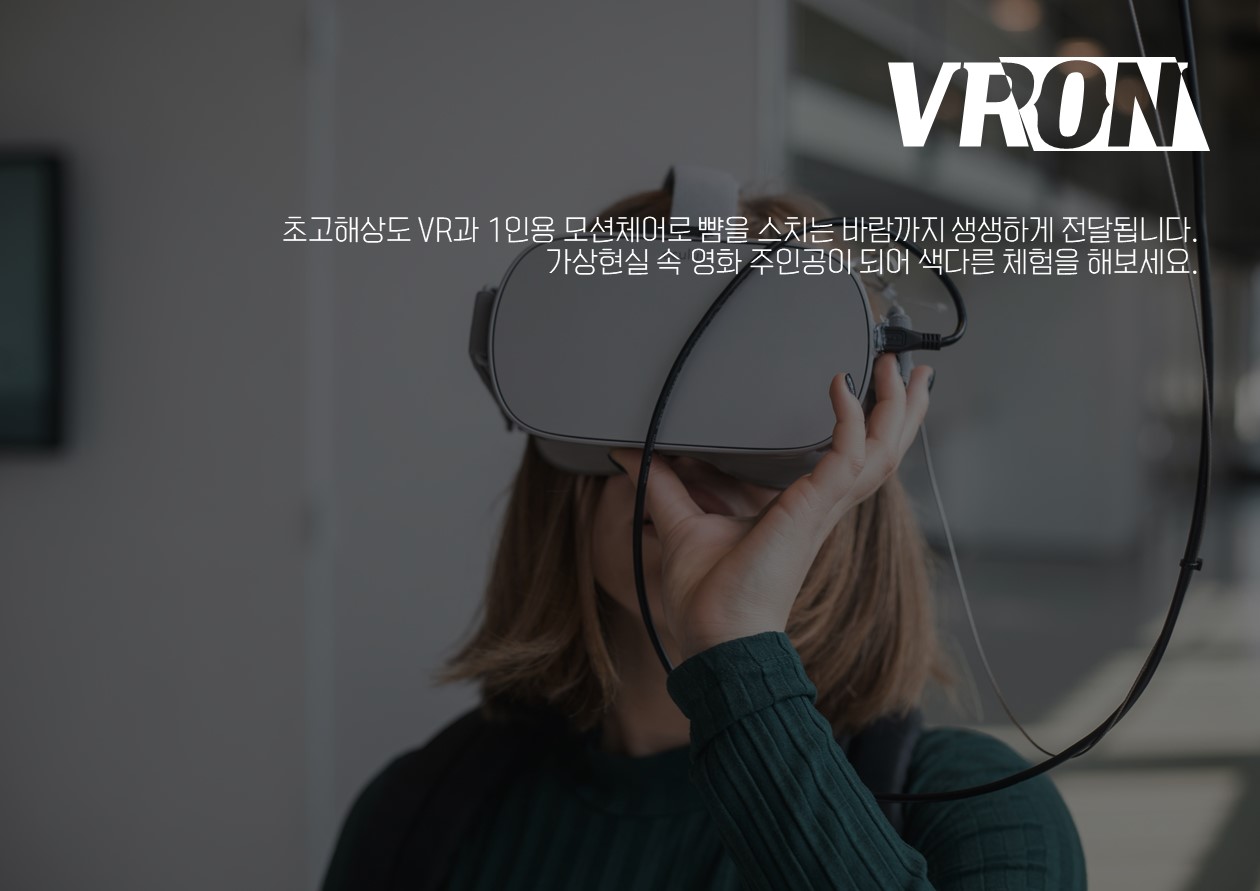 VRON
초고해상도 VR과 1인용 모션체어로 뺨을 스치는 바람까지 생생하게 전달됩니다.
가상현실 속 영화 주인공이 되어 색다른 체험을 해보세요.